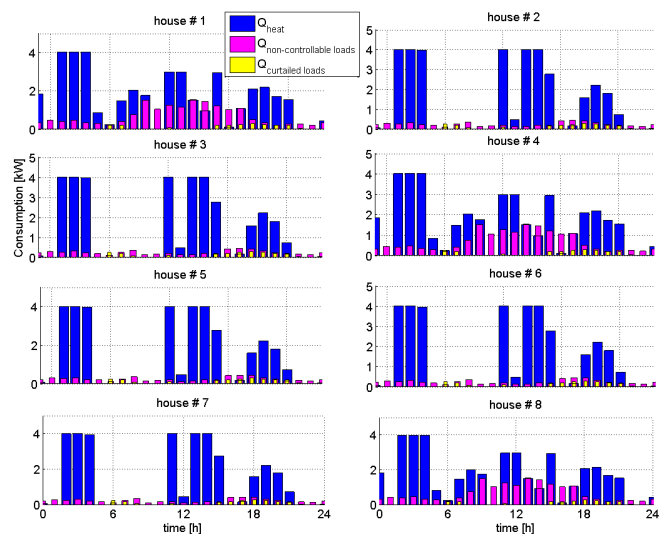 house # 1
Q heat
Q non-controllable loads
Q curtailed loads
4
2
0
house # 2
5
4
3
2
1
0
house # 3
Consumption [kW]
5
4
3
2
1
0
house # 4
5
4
3
2
1
0
house # 5
4
2
0
house # 6
5
4
3
2
1
0
house # 7
4
2
0
0 6 12 18 24
time [h]
house # 8
4
2
0
0 6 12 18 24
time [h]